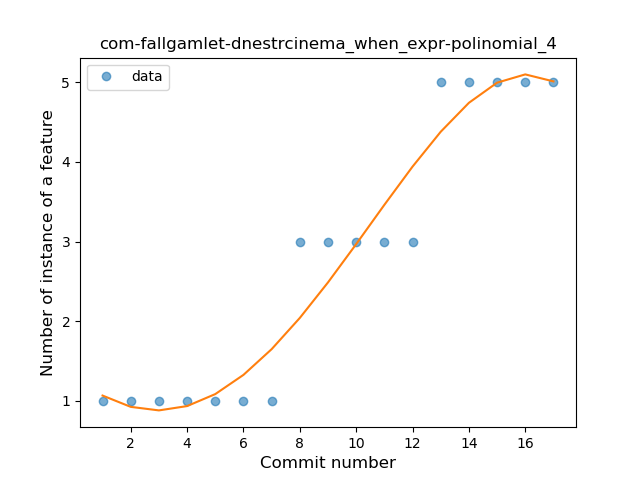 com-fallgamlet-dnestrcinema_when_expr-polinomial_4
data
Number of instance of a feature
5
4
3
2
1
2 4 6 8 10 12 14 16
Commit number